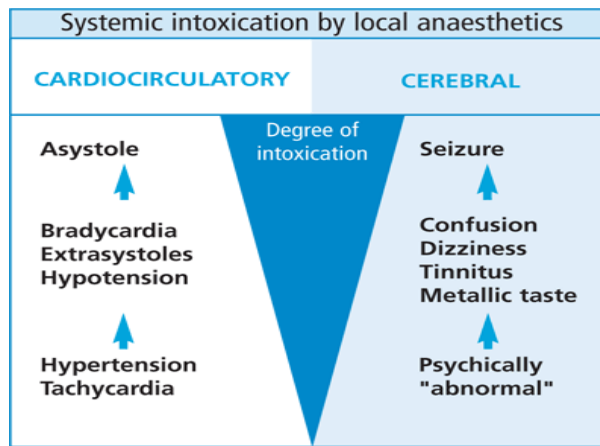 Systemic intoxication by local anaesthetics
CARDIOCIRCULATORY
CEREBRAL
Degree of
intoxication
Asystole
Bradycardia
Extrasystoles
Hypotension
Hypertension
Tachycardia
Seizure
Confusion
Dizziness
Tinnitus
Metallic taste
Psychically
"abnormal"